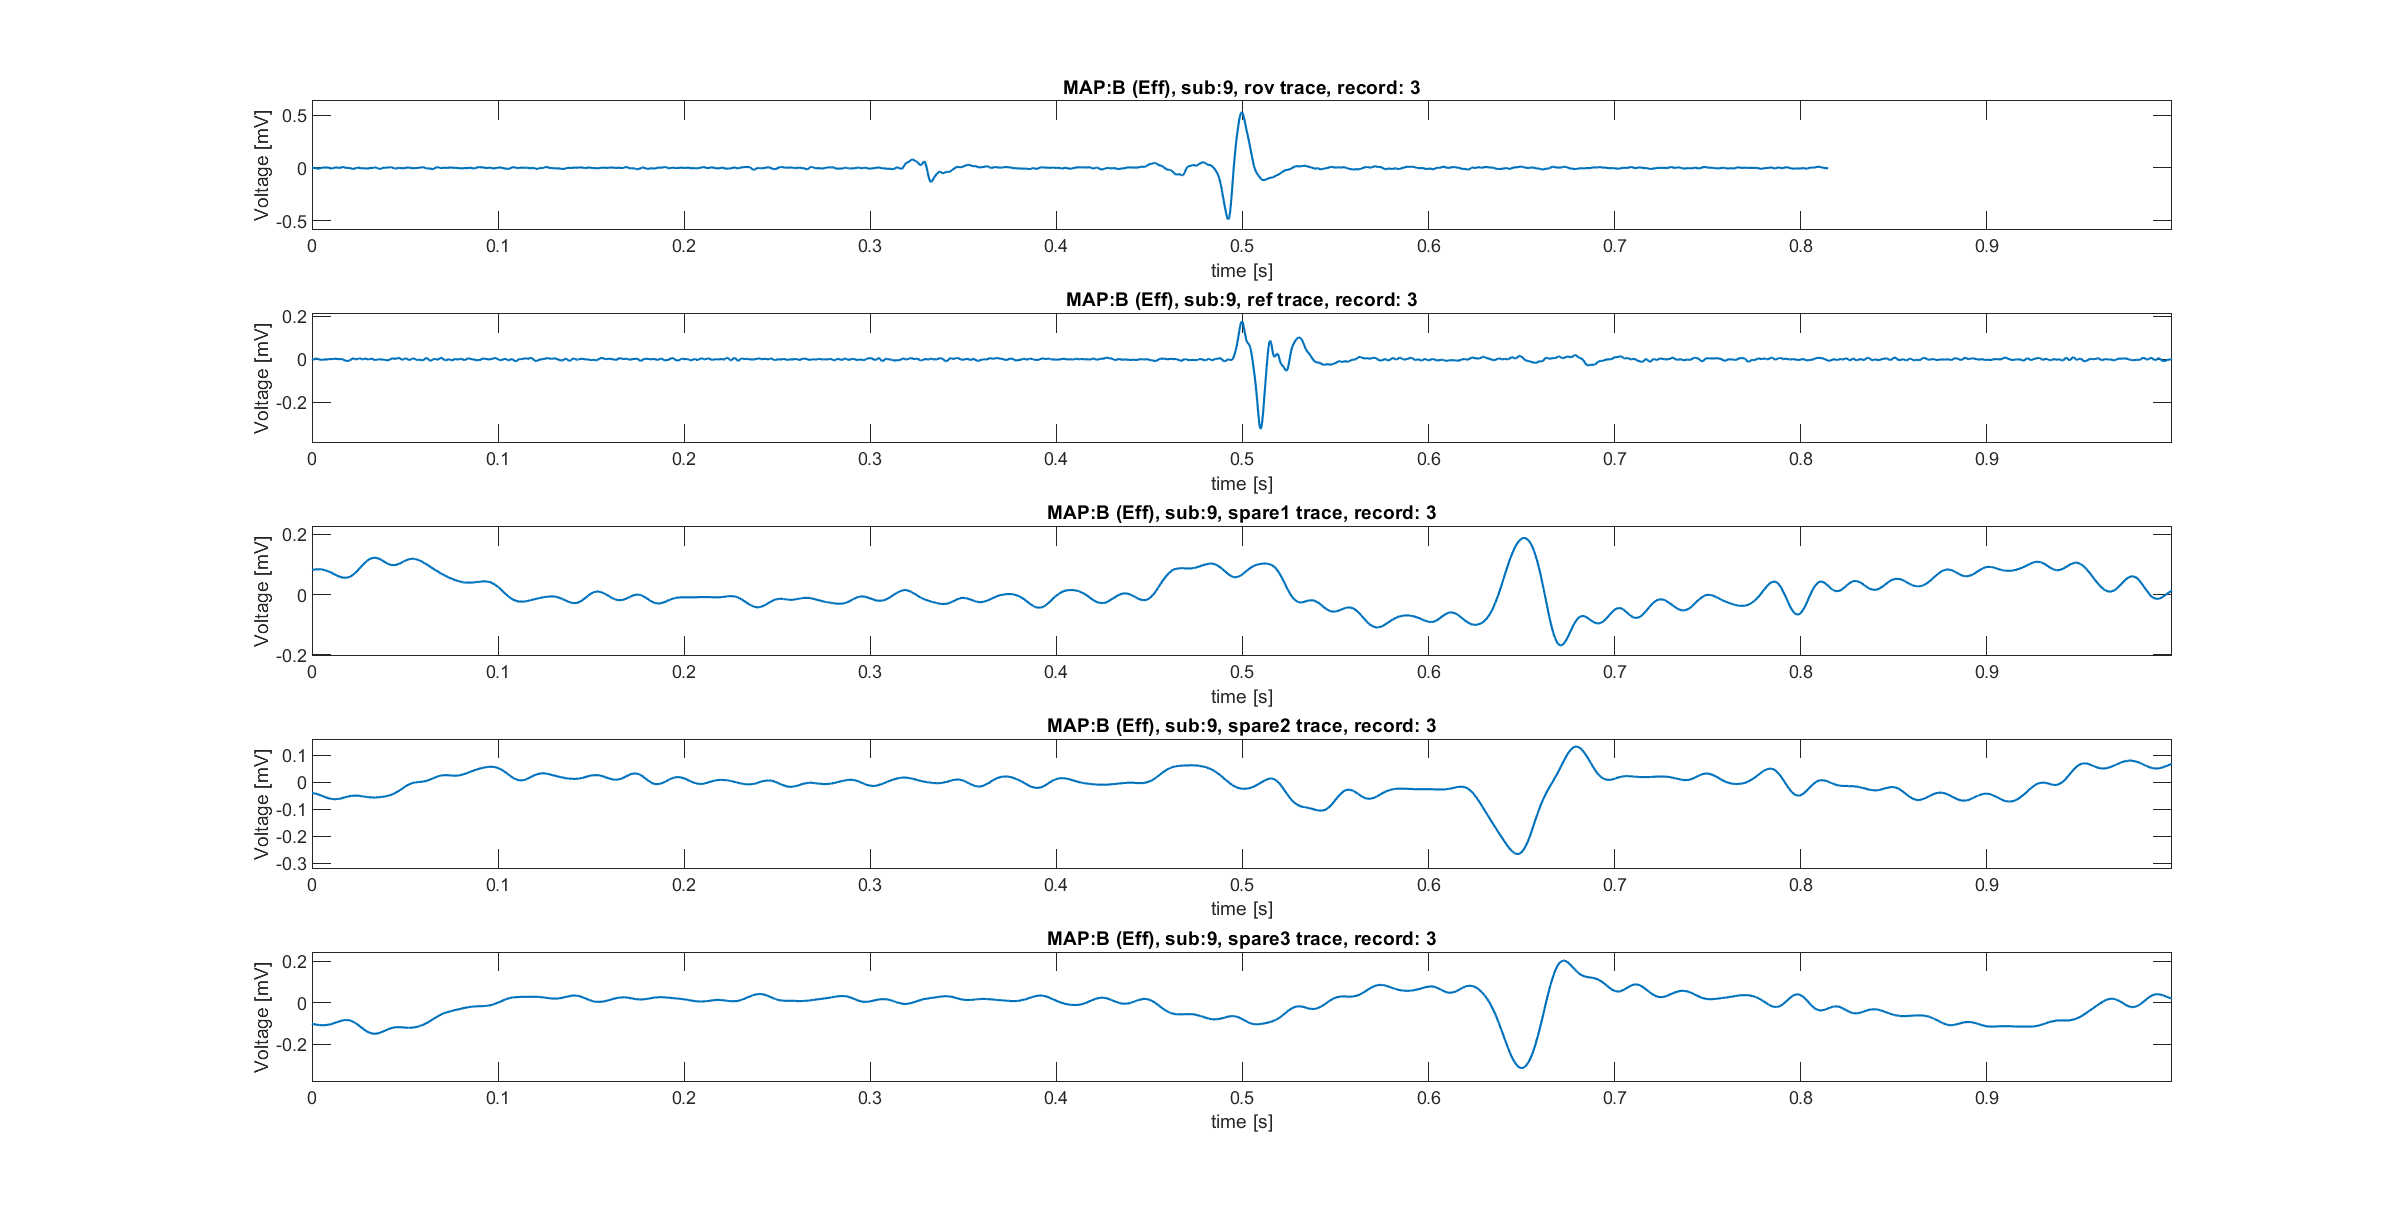 MAP:B (Eff), sub:9, rov trace, record: 3
Voltage [mV]
0.5
0
-0.5
0 0.1 0.2 0.3 0.4 0.5 0.6 0.7 0.8 0.9
time [s]
MAP:B (Eff), sub:9, ref trace, record: 3
Voltage [mV]
0.2
0
-0.2
0 0.1 0.2 0.3 0.4 0.5 0.6 0.7 0.8 0.9
time [s]
MAP:B (Eff), sub:9, spare1 trace, record: 3
Voltage [mV]
0.2
0
-0.2
0 0.1 0.2 0.3 0.4 0.5 0.6 0.7 0.8 0.9
time [s]
MAP:B (Eff), sub:9, spare2 trace, record: 3
Voltage [mV]
0.1
0
-0.1
-0.2
-0.3
0 0.1 0.2 0.3 0.4 0.5 0.6 0.7 0.8 0.9
time [s]
MAP:B (Eff), sub:9, spare3 trace, record: 3
Voltage [mV]
0.2
0
-0.2
0 0.1 0.2 0.3 0.4 0.5 0.6 0.7 0.8 0.9
time [s]